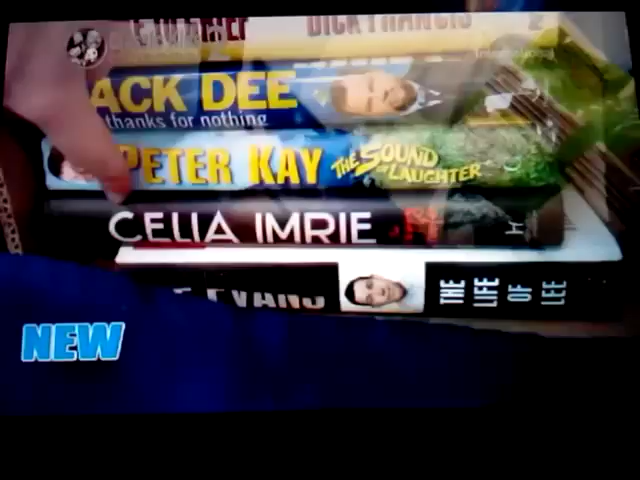 DICK FRANCIS
ACK DEE
thanks for nothing
PETER KAY
THE SOUND
OF LAUGHTER
CELIA IMRIE
EVANS
THE
LIFE
OF
LEE
NEW